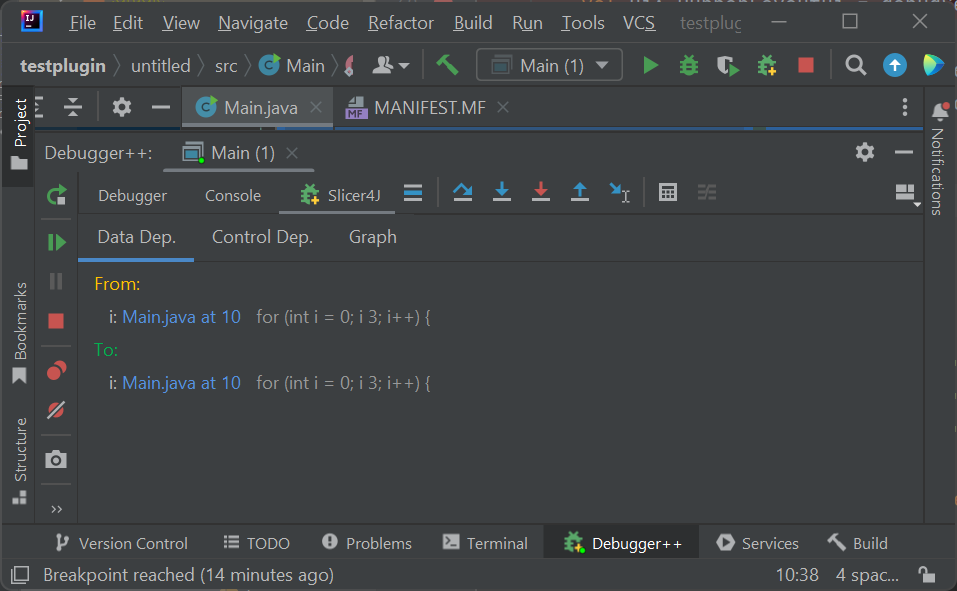 File Edit View Navigate Code Refactor Build Run Tools VCS testplug
testplugin untitled src Main Main (1)
Project
Main.java MANIFEST.MF
Notifications
Debugger++: Main (1)
Debugger Console Slicer4J
Data Dep. Control Dep. Graph
From:
i: Main.java at 10 for (int i = 0; i 3; i++) {
To:
i: Main.java at 10 for (int i = 0; i 3; i++) {
Bookmarks
Structure
Version Control TODO Problems Terminal Debugger++ Services Build
Breakpoint reached (14 minutes ago) 10:38 4 spac...